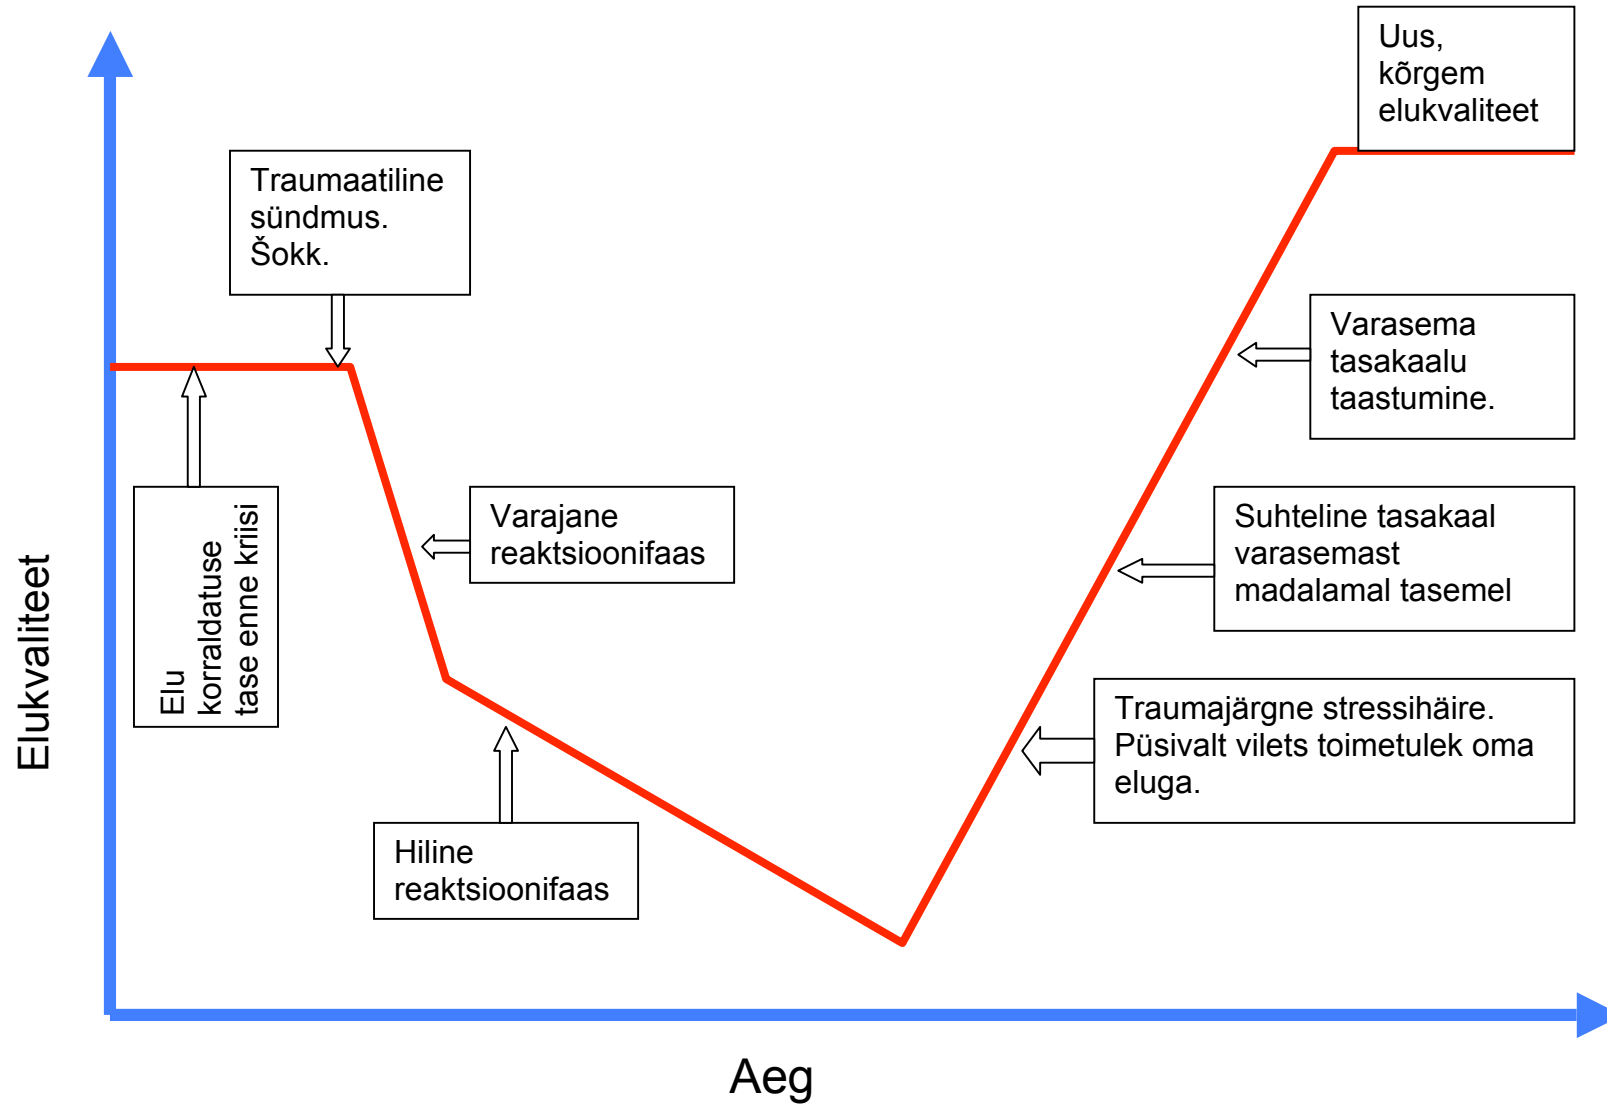 Uus,
kõrgem
elukvaliteet
Traumaatiline
sündmus.
Šokk.
Varasema
tasakaalu
taastumine.
Elu
korraldatuse
tase enne kriisi
Varajane
reaktsioonifaas
Suhteline tasakaal
varasemast
madalamal tasemel
Elukvaliteet
Traumajärgne stressihäire.
Püsivalt vilets toimetulek oma
eluga.
Hiline
reaktsioonifaas
Aeg